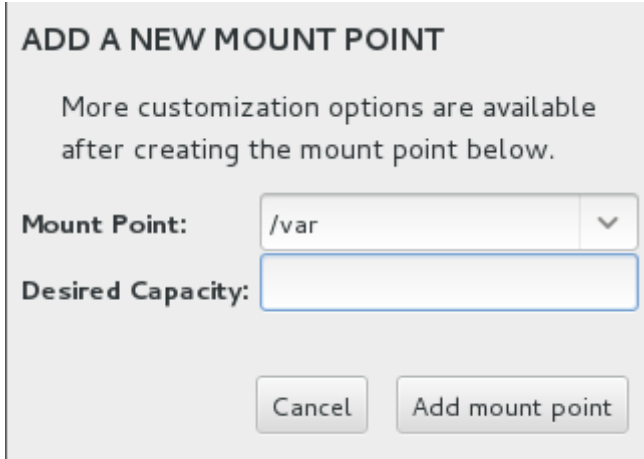 ADD A NEW MOUNT POINT
More customization options are available
after creating the mount point below.
Mount Point: /var
Desired Capacity:
Cancel Add mount point